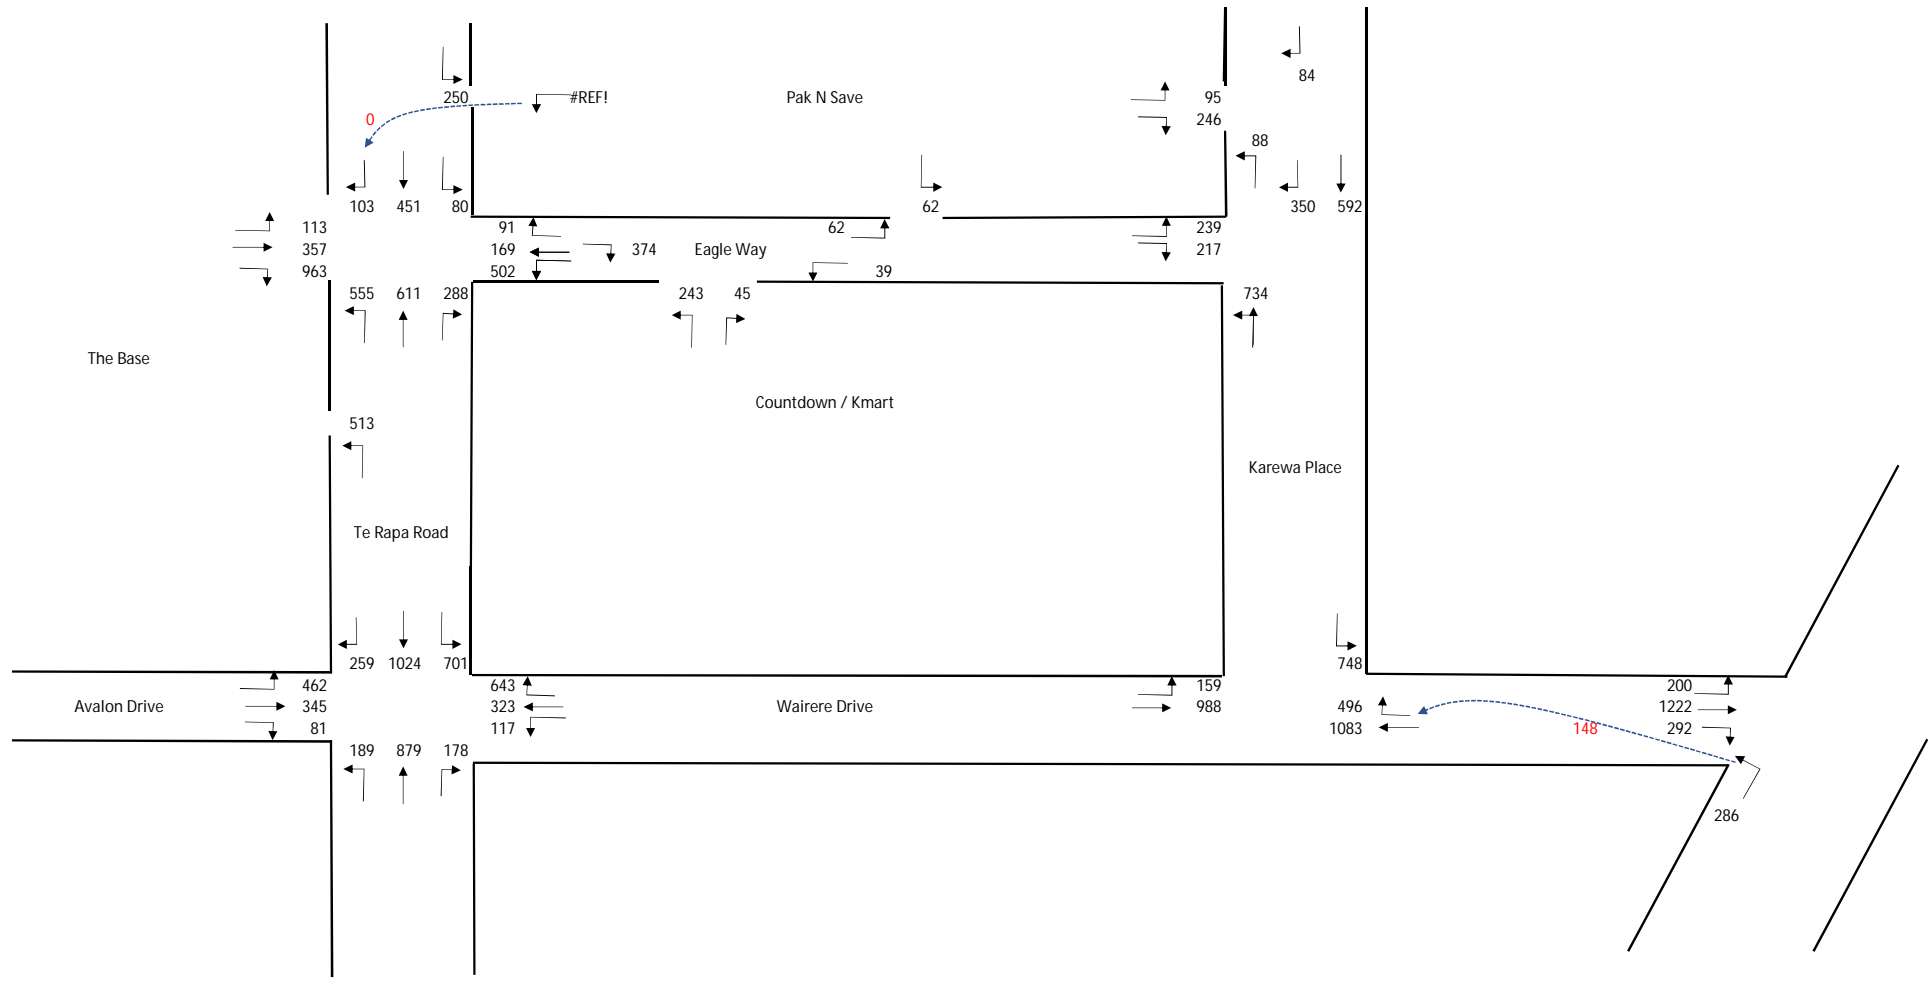 84
250 #REF! Pak N Save 95
0 246
88
103 451 80 62 350 592
113 91 62 239
357 169 374 Eagle Way 217
963 502 39
555 611 288 243 45 734
The Base
Countdown / Kmart
513
Karewa Place
Te Rapa Road
259 1024 701 748
462 643 159 200
Avalon Drive 345 323 Wairere Drive 988 496 1222
81 117 1083 148 292
189 879 178
286